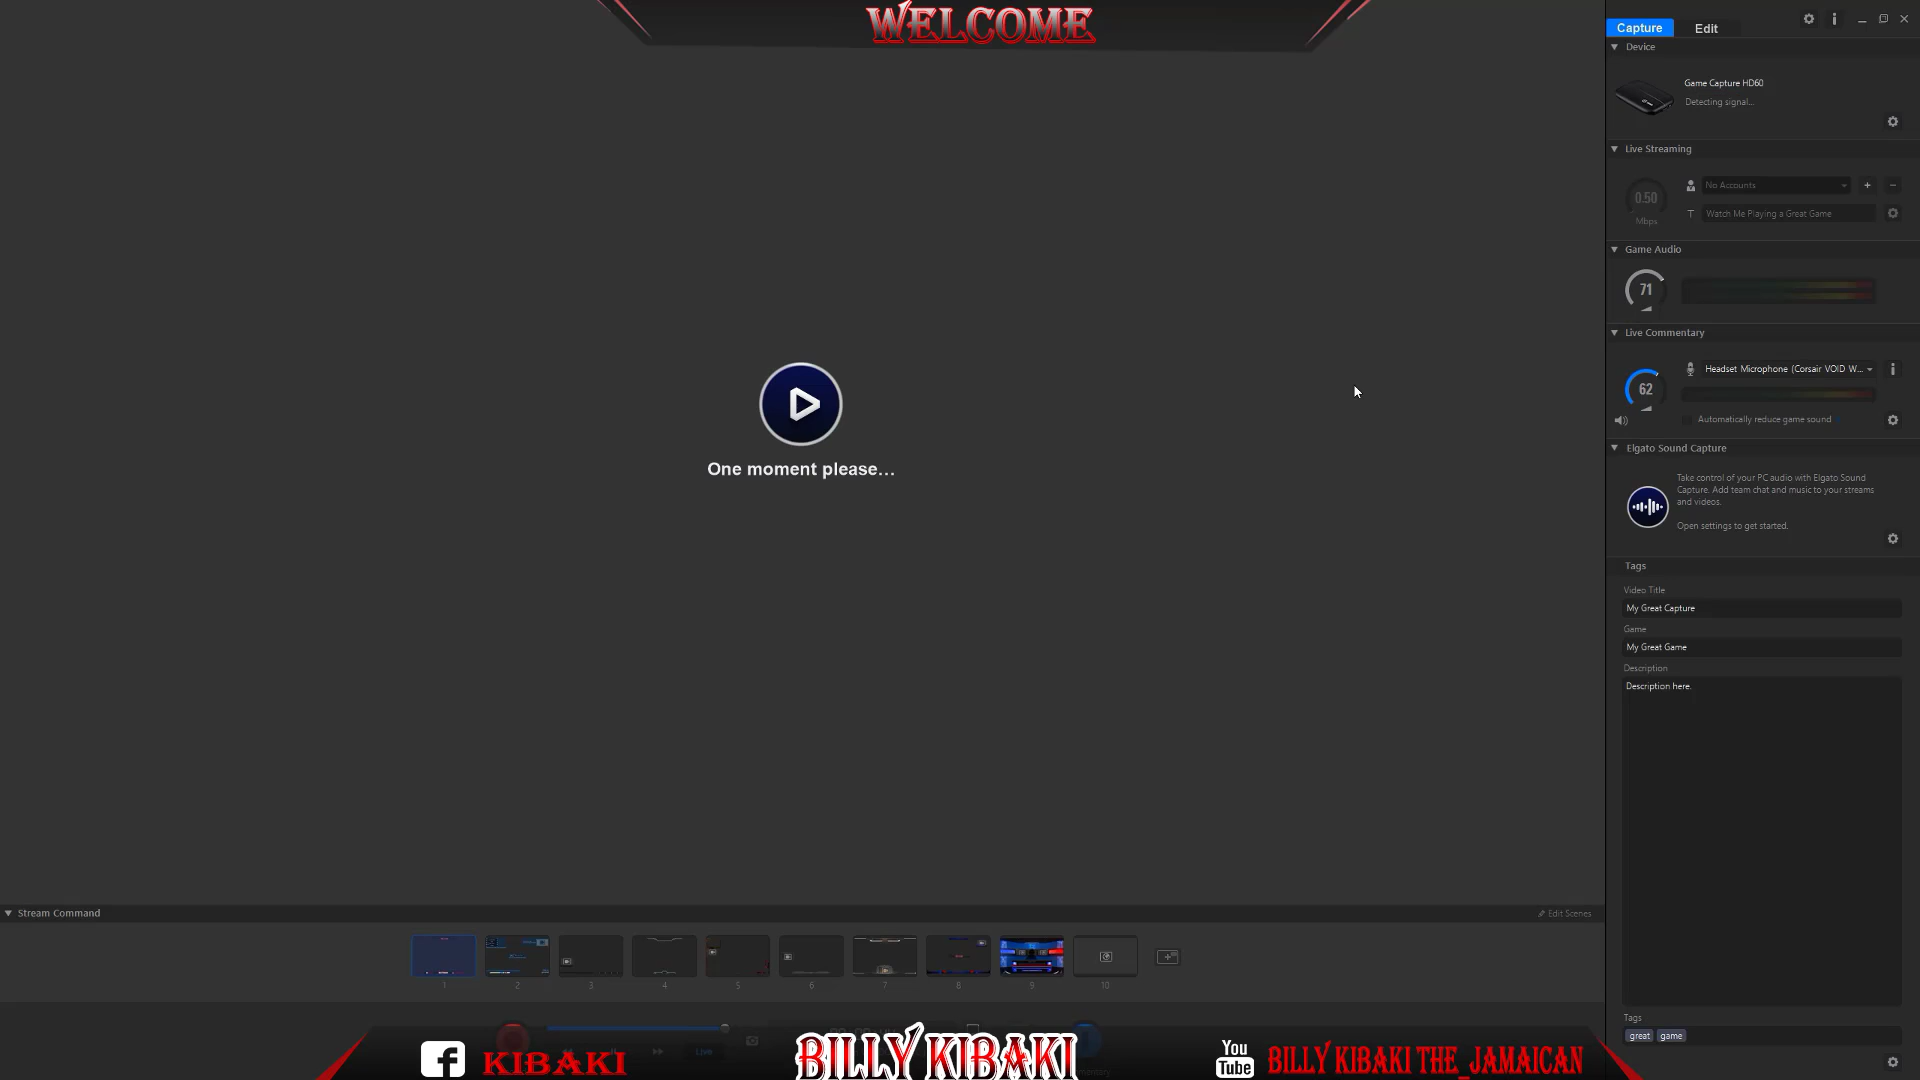 WELCOME
Capture
Edit
Device
Game Capture HD60
Detecting signal...
Live Streaming
0.50
Mbps
No Accounts
T
Watch Me Playing a Great Game
Game Audio
71
Live Commentary
62
Headset Microphone (Corsair VOID W...
Automatically reduce game sound
Elgato Sound Capture
Take control of your PC audio with Elgato Sound
Capture. Add team chat and music to your streams
and videos.
Open settings to get started.
Tags
Video Title
My Great Capture
Game
My Great Game
Description
Description here.
Tags
great game
One moment please...
Stream Command
Edit Scenes
1 2 3 4 5 6 7 8 9 10
Live
KIBAKI
BILLY KIBAKI
You
Tube
BILLY KIBAKI THE_JAMAICAN